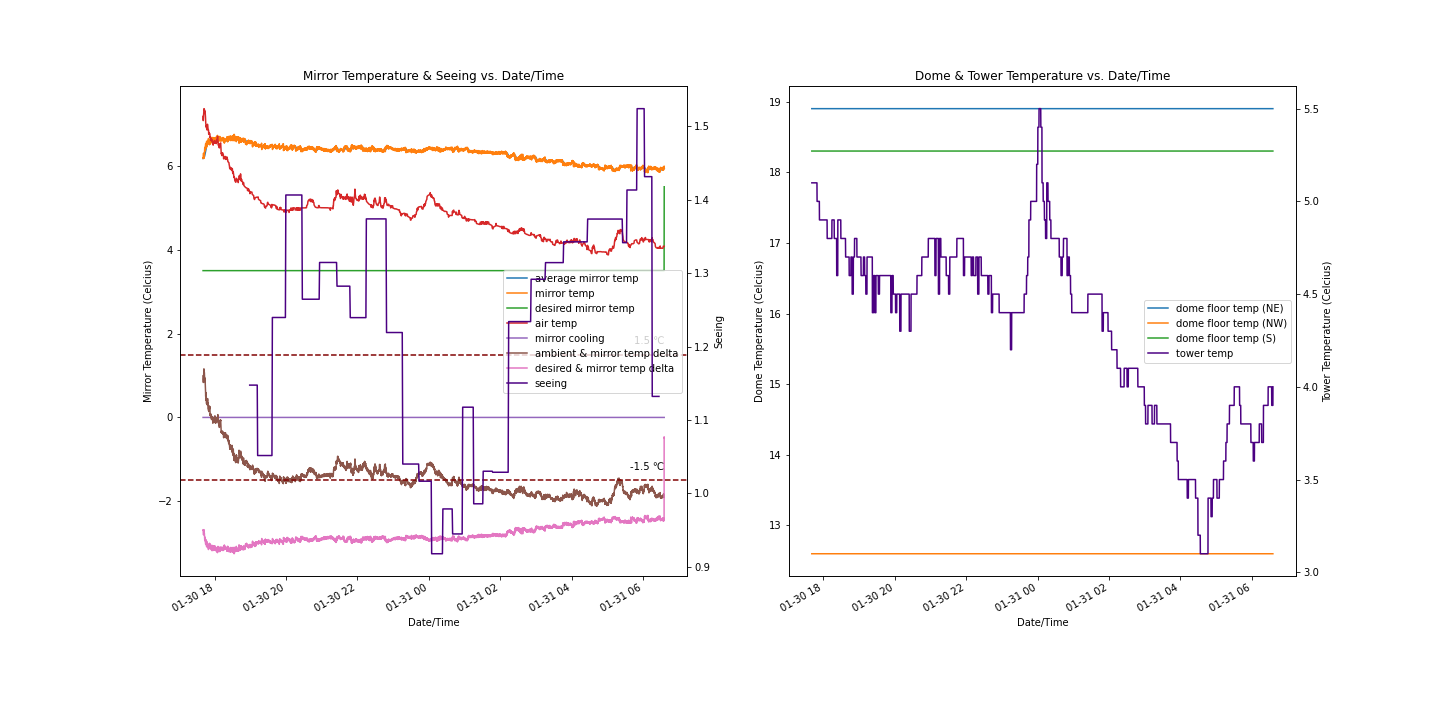 Mirror Temperature & Seeing vs. Date/Time
Mirror Temperature (Celcius)
6
4
2
0
−2
1.5
1.4
1.3
1.2
1.1
1.0
0.9
Seeing
average mirror temp
mirror temp
desired mirror temp
air temp
mirror cooling
ambient & mirror temp delta
desired & mirror temp delta
seeing
1.5 °C
-1.5 °C
01-30 18
01-30 20
01-30 22
01-31 00
01-31 02
01-31 04
01-31 06
Date/Time
Dome & Tower Temperature vs. Date/Time
Dome Temperature (Celcius)
19
18
17
16
15
14
13
5.5
5.0
4.5
4.0
3.5
3.0
Tower Temperature (Celcius)
dome floor temp (NE)
dome floor temp (NW)
dome floor temp (S)
tower temp
01-30 18
01-30 20
01-30 22
01-31 00
01-31 02
01-31 04
01-31 06
Date/Time